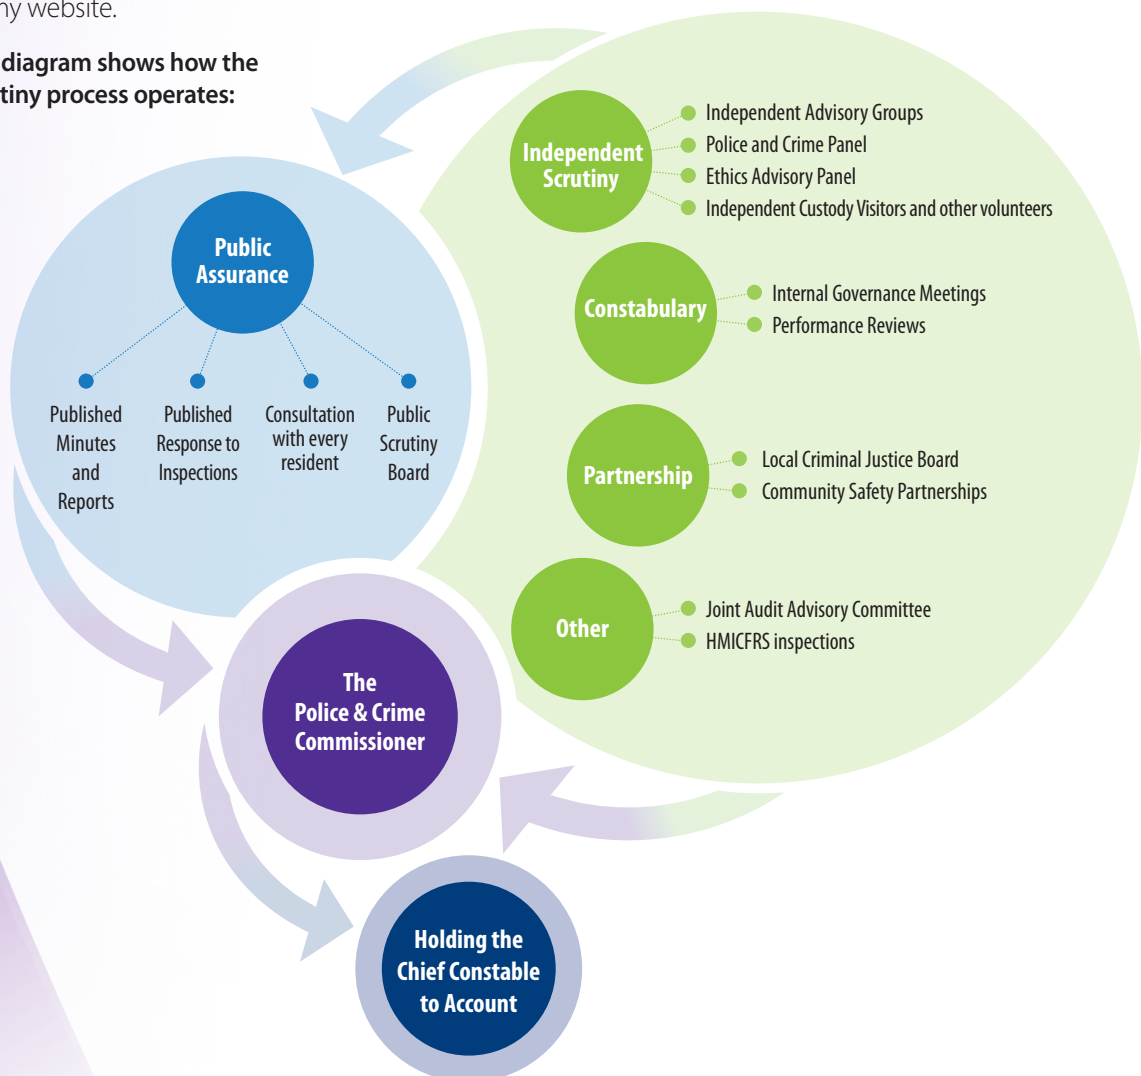 website.
diagram shows how the
process operates:
Public
Assurance
Published
Minutes
and
Reports
Published
Response to
Inspections
Consultation
with every
resident
Public
Scrutiny
Board
Independent
Scrutiny
Independent Advisory Groups
Police and Crime Panel
Ethics Advisory Panel
Independent Custody Visitors and other volunteers
Constabulary
Internal Governance Meetings
Performance Reviews
Partnership
Local Criminal Justice Board
Community Safety Partnerships
Other
Joint Audit Advisory Committee
HMICFRS inspections
The
Police & Crime
Commissioner
Holding the
Chief Constable
to Account